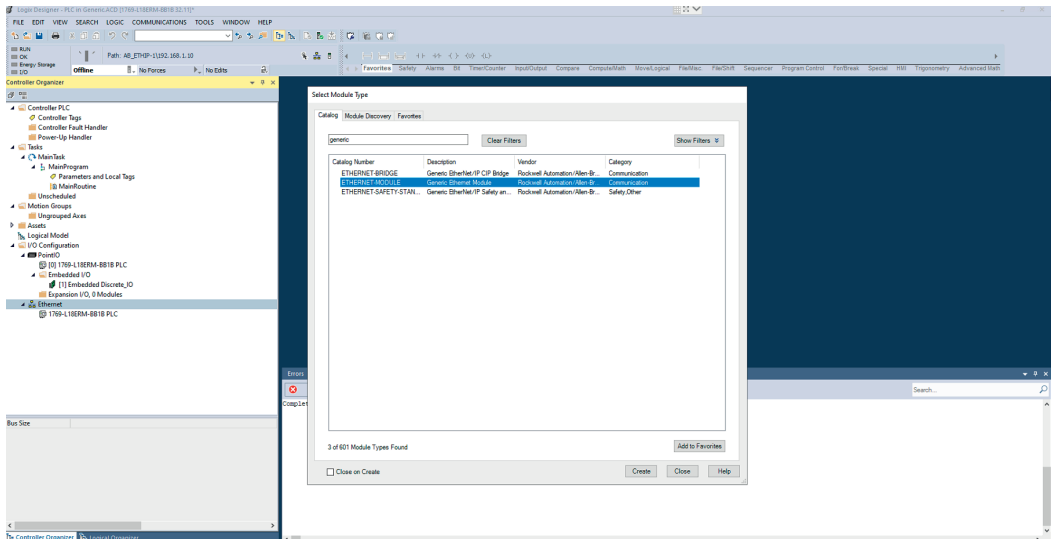 Logix Designer - PLC in Generic.ACD [1769-L18ERM-BB1B 32.11]*
FILE EDIT VIEW SEARCH LOGIC COMMUNICATIONS TOOLS WINDOW HELP
RUN
OK
Energy Storage
I/O
Path: AB_ETHIP-1\192.168.1.10
Offline No Forces No Edits
Favorites Safety Alarms Bit Timer/Counter Input/Output Compare Compute/Math Move/Logical File/Misc. File/Shift Sequencer Program Control For/Break Special HMI Trigonometry Advanced Math
Controller Organizer
Controller PLC
Controller Tags
Controller Fault Handler
Power-Up Handler
Tasks
MainTask
MainProgram
Parameters and Local Tags
MainRoutine
Unscheduled
Motion Groups
Ungrouped Axes
Assets
Logical Model
I/O Configuration
PointIO
[0] 1769-L18ERM-BB1B PLC
Embedded I/O
[1] Embedded Discrete_IO
Expansion I/O, 0 Modules
Ethernet
1769-L18ERM-BB1B PLC
Bus Size
Controller Organizer Logical Organizer
Select Module Type
Catalog Module Discovery Favorites
generic
Clear Filters
Show Filters
Catalog Number Description Vendor Category
ETHERNET-BRIDGE Generic EtherNet/IP CIP Bridge Rockwell Automation/Allen-Br... Communication
ETHERNET-MODULE Generic Ethernet Module Rockwell Automation/Allen-Br... Communication
ETHERNET-SAFETY-STAN... Generic EtherNet/IP Safety an... Rockwell Automation/Allen-Br... Safety,Other
3 of 601 Module Types Found
Add to Favorites
Close on Create
Create Close Help
Errors
Search...
Complet